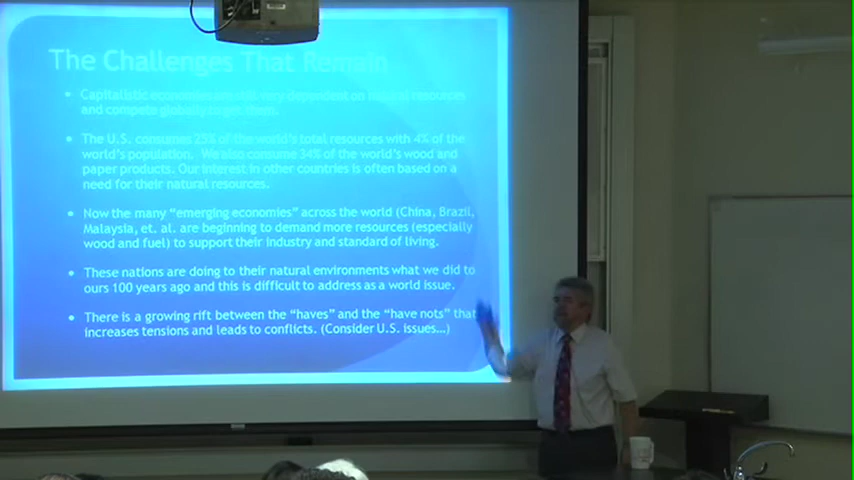 The Challenges That Remain
Capitalistic economies are still very dependent on natural resources
and compete globally to get them.
The U.S. consumes 25% of the world's total resources with 4% of the
world's population. We also consume 34% of the world's wood and
paper products. Our interest in other countries is often based on a
need for their natural resources.
Now the many "emerging economies" across the world (China, Brazil,
Malaysia, et. al. are beginning to demand more resources (especially
wood and fuel) to support their industry and standard of living.
These nations are doing to their natural environments what we did to
ours 100 years ago and this is difficult to address as a world issue.
There is a growing rift between the "haves" and the "have nots" that
increases tensions and leads to conflicts. (Consider U.S. issues...)